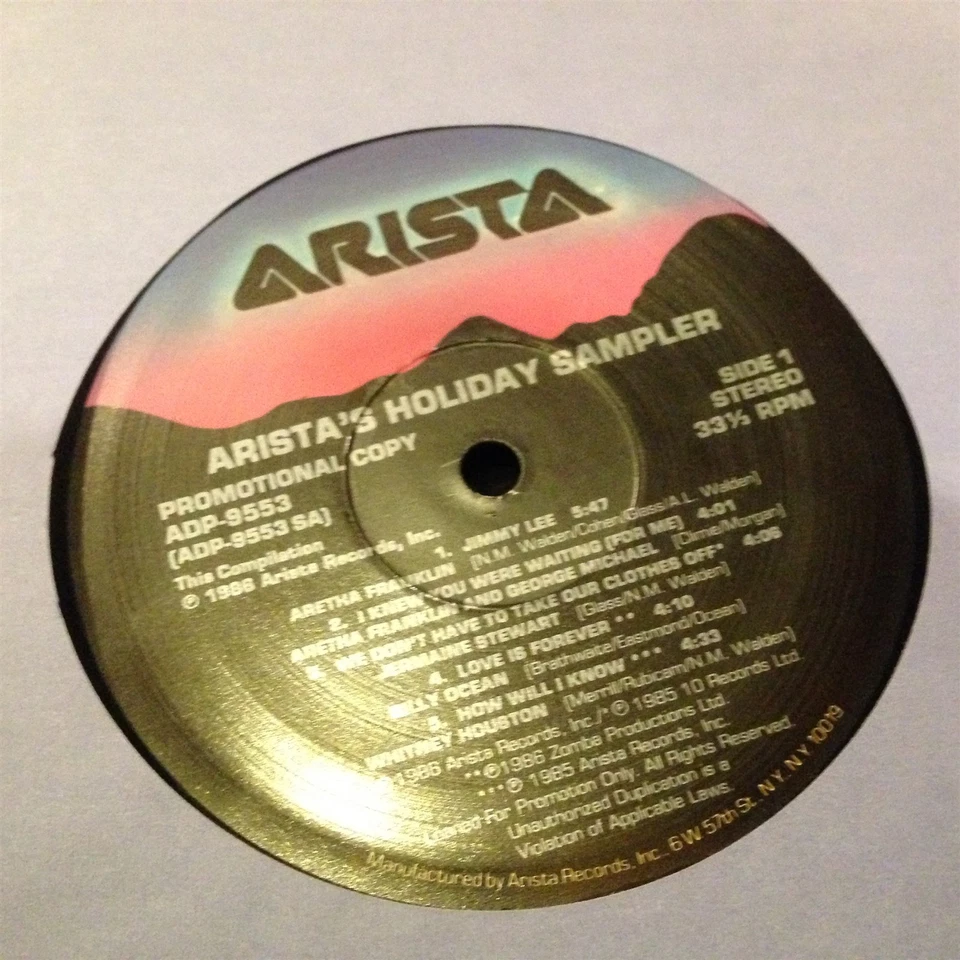 ARISTA
ARISTA'S HOLIDAY SAMPLER
PROMOTIONAL COPY
ADP-9553
(ADP-9553 SA)
This Compilation
℗ 1986 Arista Records, Inc.
SIDE 1
STEREO
33⅓ RPM
1. JIMMY LEE 5:47
ARETHA FRANKLIN (N.M. Walden/Cohen/Glass/A.L. Walden)
2. I KNEW YOU WERE WAITING (FOR ME) 4:01
ARETHA FRANKLIN AND GEORGE MICHAEL (Climie/Morgan)
3. WE DON'T HAVE TO TAKE OUR CLOTHES OFF* 4:06
JERMAINE STEWART (Glass/N.M. Walden)
4. LOVE IS FOREVER ** 4:10
BILLY OCEAN (Brathwaite/Eastmond/Ocean)
5. HOW WILL I KNOW *** 4:33
WHITNEY HOUSTON (Merrill/Rubicam/N.M. Walden)
1986 Arista Records, Inc./*℗ 1985 10 Records Ltd.
**℗1986 Zomba Productions Ltd.
***℗ 1985 Arista Records, Inc.
Loaned-For Promotion Only. All Rights Reserved.
Unauthorized Duplication is a
Violation of Applicable Laws.
Manufactured by Arista Records, Inc., 6 W. 57th St., N.Y., N.Y. 10019